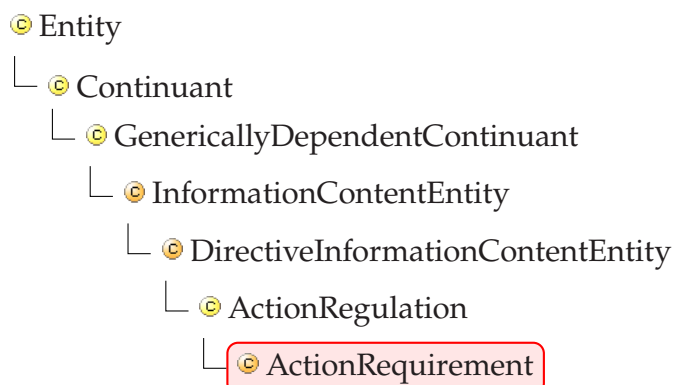 C Entity
C Continuant
C GenericallyDependentContinuant
C InformationContentEntity
C DirectiveInformationContentEntity
C ActionRegulation
C ActionRequirement